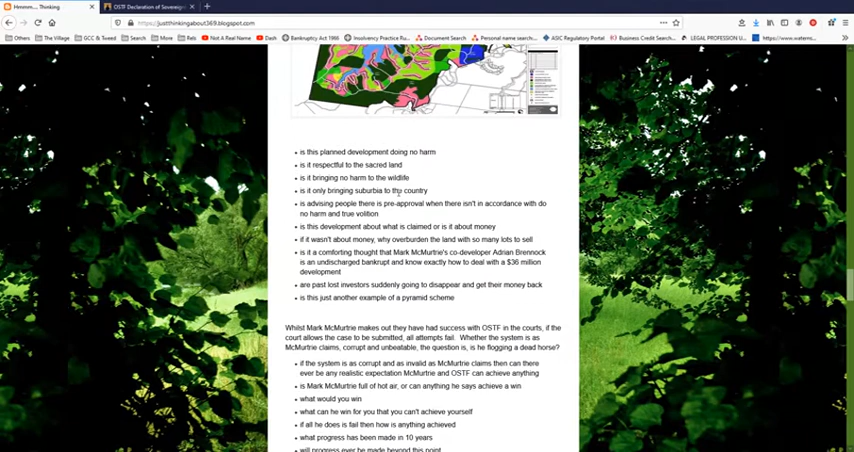 Hmmm.... Thinking
OSTF Declaration of Sovereign
https://justthinkingabout369.blogspot.com
Others
The Village
GCC & Tweed
Study
Rels
Not A Real Name
Dash
Bankruptcy Act 1966
Insolvency Practice Ru...
Document Search
Personal name search:...
ASIC Regulatory Portal
Business Credit Search...
LEGAL PROFESSION U...
https://www.waterns...
is this planned development doing no harm
is it respectful to the sacred land
is it bringing no harm to the wildlife
is it only bringing suburbia to the country
is advising people there is pre-approval when there isn't in accordance with do
no harm and true volition
is this development about what is claimed or is it about money
if it wasn't about money, why overburden the land with so many lots to sell
is it a comforting thought that Mark McMurtrie's co-developer Adrian Brennock
is an undischarged bankrupt and know exactly how to deal with a $36 million
development
are past lost investors suddenly going to disappear and get their money back
is this just another example of a pyramid scheme
Whilst Mark McMurtrie makes out they have had success with OSTF in the courts, if the
court allows the case to be submitted, all attempts fail. Whether the system is as
McMurtrie claims, corrupt and unbeatable, the question is, is he flogging a dead horse?
if the system is as corrupt and as invalid as McMurtrie claims then can there
ever be any realistic expectation McMurtrie and OSTF can achieve anything
is Mark McMurtrie full of hot air, or can anything he says achieve a win
what would you win
what can he win for you that you can't achieve yourself
if all he does is fail then how is anything achieved
what progress has been made in 10 years
will progress ever be made beyond this point